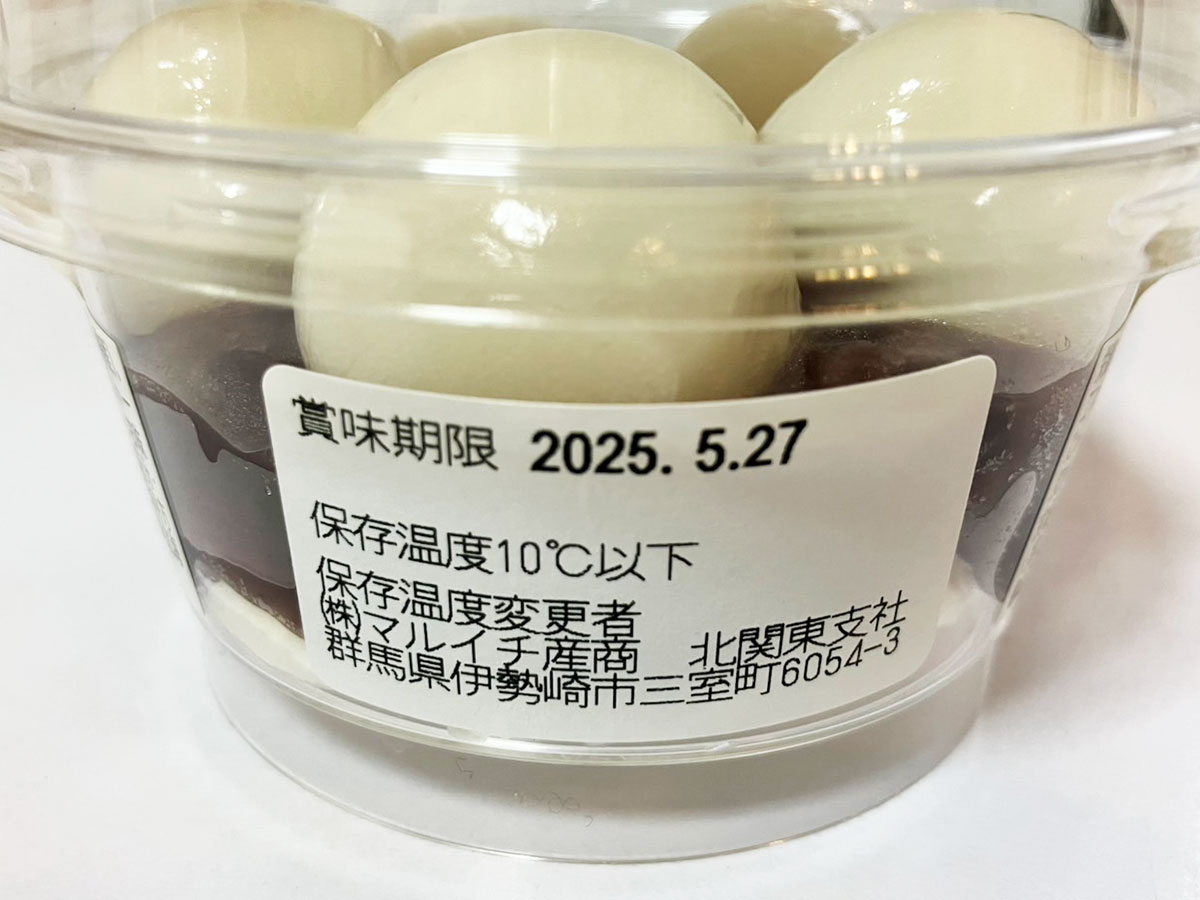 賞味期限 2025. 5.27
保存温度10℃以下
保存温度変更者
㈱マルイチ産商 北関東支社
群馬県伊勢崎市三室町6054-3